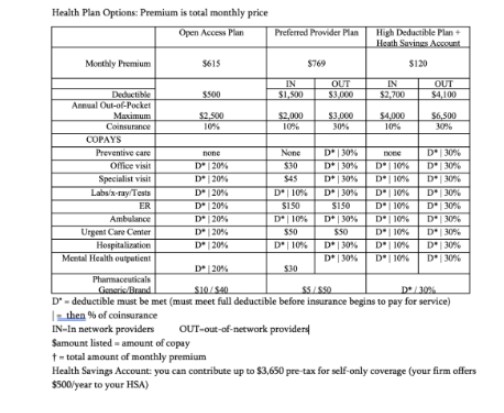 Health Plan Options: Premium is total monthly price
Open Access Plan Preferred Provider Plan High Deductible Plan +
Heath Savings Account
Monthly Premium $615 $769 $120
IN OUT IN OUT
Deductible $500 $1,500 $3,000 $2,700 $4,100
Annual Out-of-Pocket
Maximum $2,500 $2,000 $3,000 $4,000 $6,500
Coinsurance 10% 10% 30% 10% 30%
COPAYS
Preventive care none None D* | 30% none D* | 30%
Office visit D* | 20% $30 D* | 30% D* | 10% D* | 30%
Specialist visit D* | 20% $45 D* | 30% D* | 10% D* | 30%
Labs/x-ray/Tests D* | 20% D* | 10% D* | 30% D* | 10% D* | 30%
ER D* | 20% $150 $150 D* | 10% D* | 30%
Ambulance D* | 20% D* | 10% D* | 30% D* | 10% D* | 30%
Urgent Care Center D* | 20% $50 $50 D* | 10% D* | 30%
Hospitalization D* | 20% D* | 10% D* | 30% D* | 10% D* | 30%
Mental Health outpatient D* | 30% D* | 10% D* | 30%
D* | 20% $30
Pharmaceuticals
Generic/Brand $10 / $40 $5 / $50 D* / 30%
D* = deductible must be met (must meet full deductible before insurance begins to pay for service)
| = then % of coinsurance
IN=In network providers OUT=out-of-network providers
$amount listed = amount of copay
† = total amount of monthly premium
Health Savings Account: you can contribute up to $3,650 pre-tax for self-only coverage (your firm offers
$500/year to your HSA)